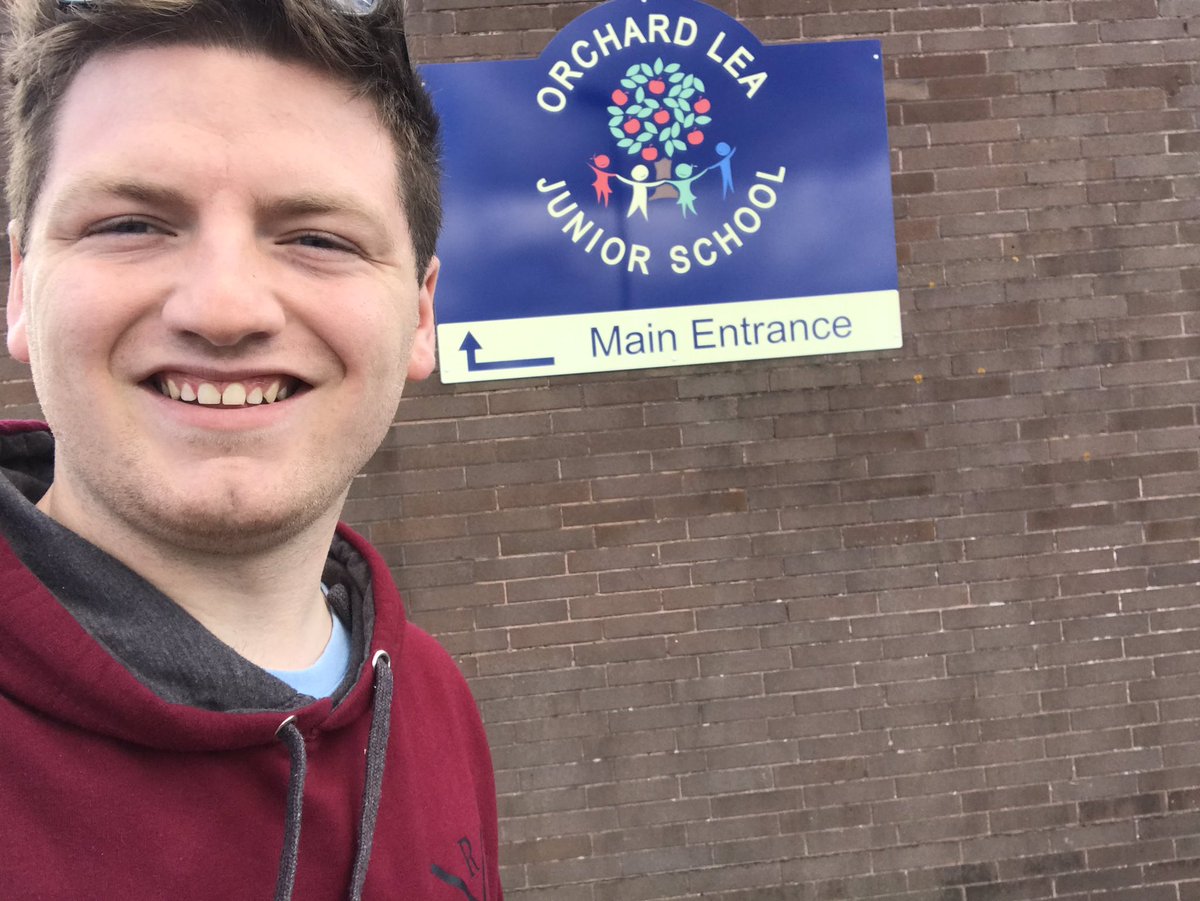 ORCHARD LEA
JUNIOR SCHOOL
Main Entrance
R